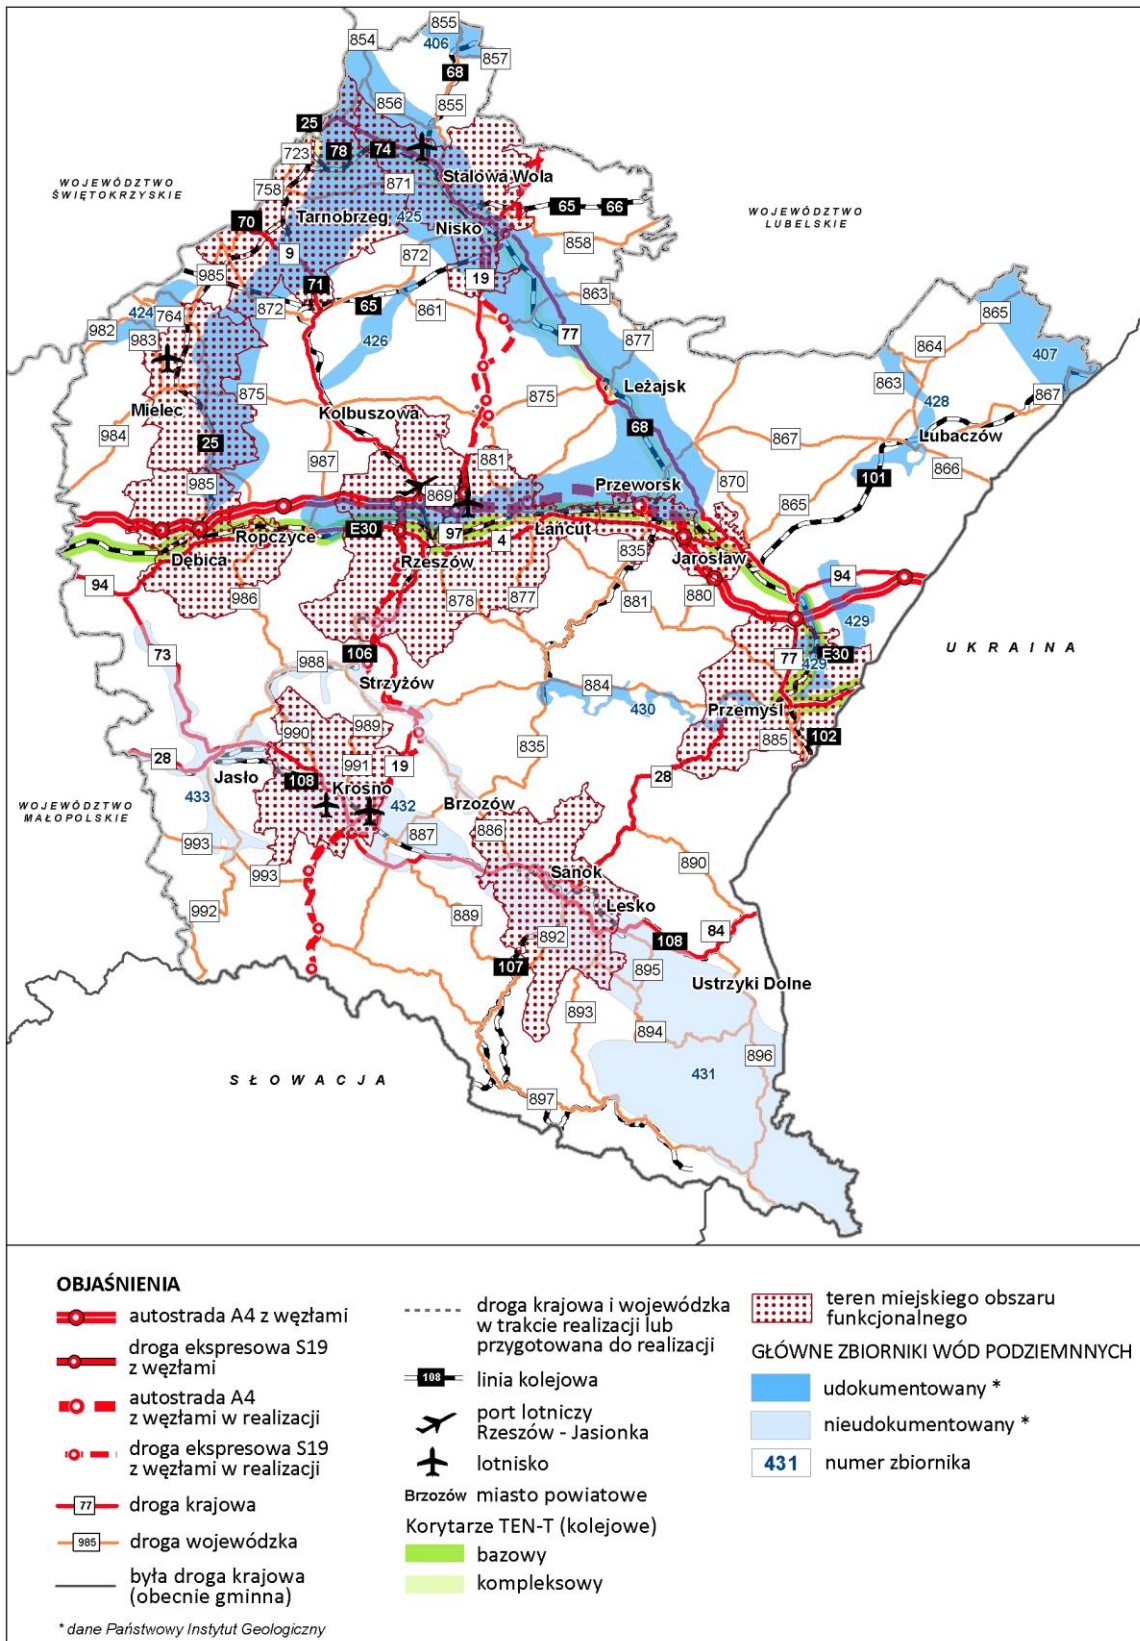 855
854
406
857
68
856
855
25
723
78
74
WOJEWÓDZTWO
ŚWIĘTOKRZYSKIE
Stalowa Wola
758
871
65
66
WOJEWÓDZTWO
LUBELSKIE
Tarnobrzeg
425
70
Nisko
858
9
872
985
19
71
863
865
424
764
872
65
861
982
983
77
877
864
407
426
863
Leżajsk
428
867
875
875
Mielec
Kolbuszowa
68
984
25
867
Lubaczów
987
881
866
985
869
Przeworsk
870
101
865
Ropczyce
E30
97
Łańcut
4
835
Dębica
Rzeszów
Jarosław
94
94
986
878
877
881
880
429
73
988
106
77
E30
429
UKRAINA
Strzyżów
884
430
Przemyśl
990
989
835
885
102
28
991
19
28
Jasło
108
Krosno
433
432
Brzozów
WOJEWÓDZTWO
MAŁOPOLSKIE
887
886
993
890
993
Sanok
992
889
Lesko
892
108
84
107
895
Ustrzyki Dolne
893
894
896
431
SŁOWACJA
897
OBJAŚNIENIA
autostrada A4 z węzłami
droga ekspresowa S19
z węzłami
autostrada A4
z węzłami w realizacji
droga ekspresowa S19
z węzłami w realizacji
77 droga krajowa
985 droga wojewódzka
była droga krajowa
(obecnie gminna)
* dane Państwowy Instytut Geologiczny
droga krajowa i wojewódzka
w trakcie realizacji lub
przygotowana do realizacji
108 linia kolejowa
port lotniczy
Rzeszów - Jasionka
lotnisko
Brzozów miasto powiatowe
Korytarze TEN-T (kolejowe)
bazowy
kompleksowy
teren miejskiego obszaru
funkcjonalnego
GŁÓWNE ZBIORNIKI WÓD PODZIEMNNYCH
udokumentowany *
nieudokumentowany *
431 numer zbiornika